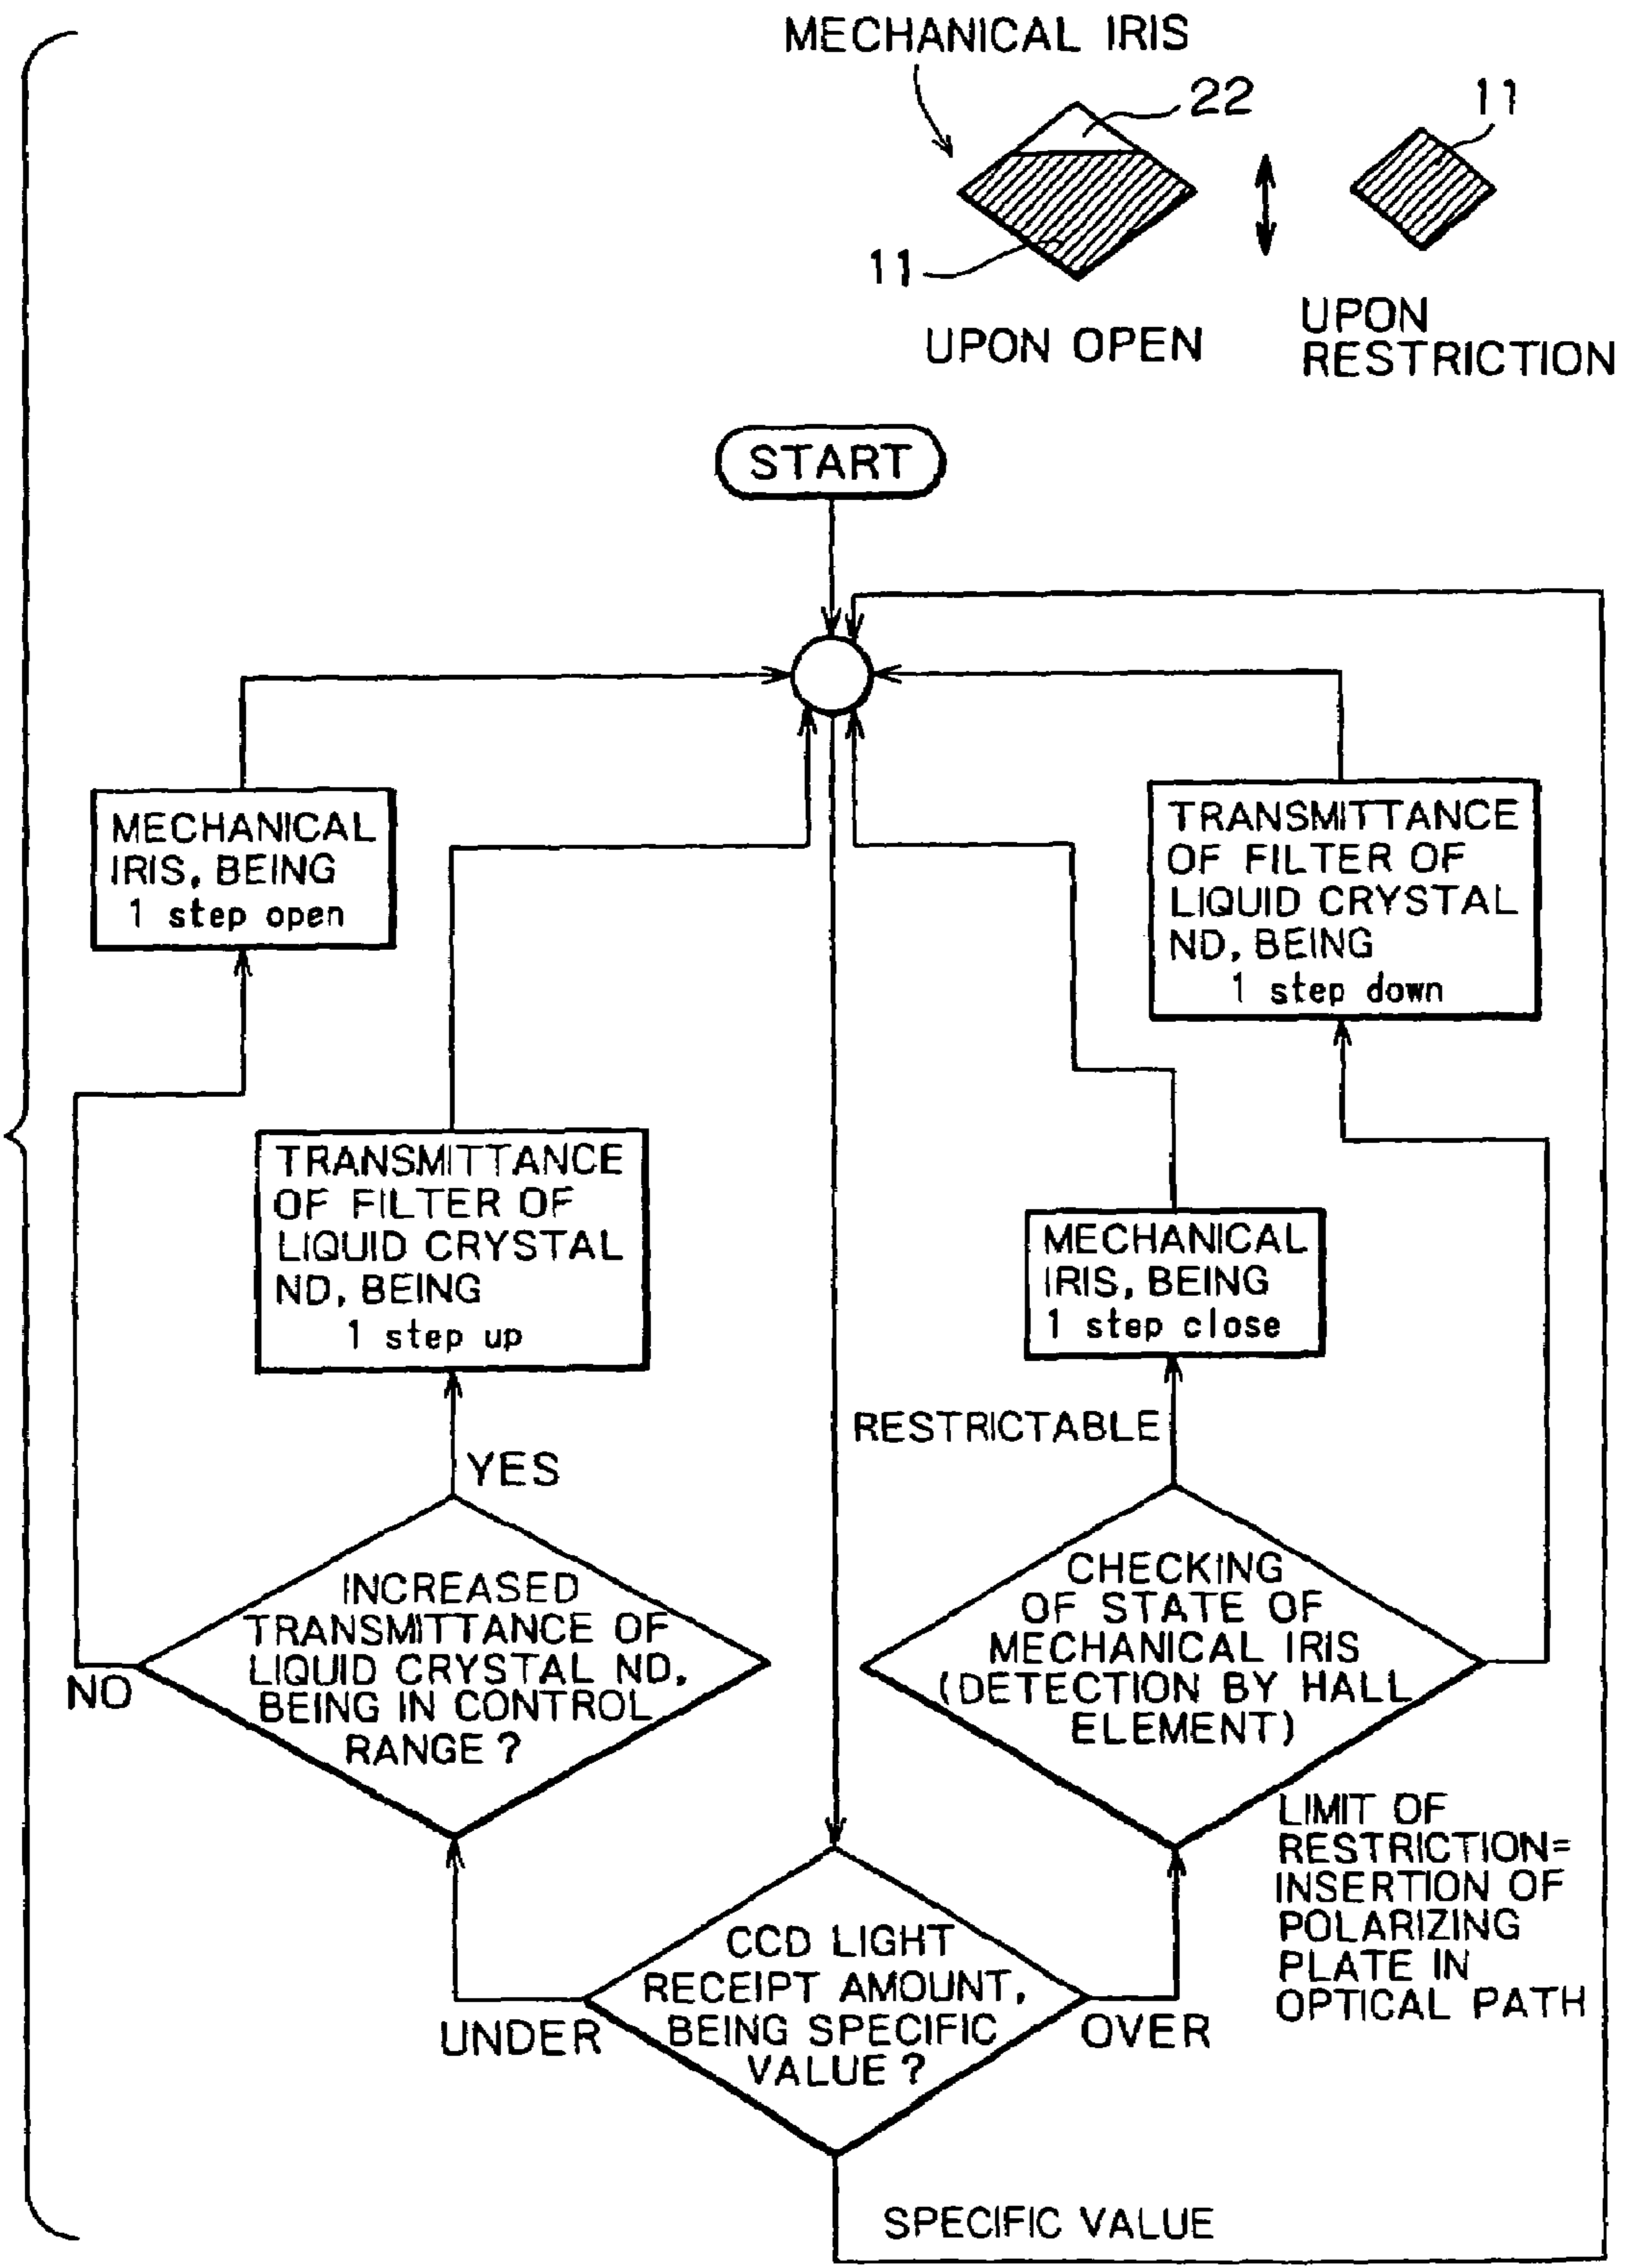 MECHANICAL IRIS
22
11
11
UPON OPEN
UPON
RESTRICTION
START
MECHANICAL
IRIS, BEING
1 step open
TRANSMITTANCE
OF FILTER OF
LIQUID CRYSTAL
ND, BEING
1 step down
TRANSMITTANCE
OF FILTER OF
LIQUID CRYSTAL
ND, BEING
1 step up
MECHANICAL
IRIS, BEING
1 step close
RESTRICTABLE
YES
INCREASED
TRANSMITTANCE OF
LIQUID CRYSTAL ND,
BEING IN CONTROL
RANGE ?
NO
CHECKING
OF STATE OF
MECHANICAL IRIS
(DETECTION BY HALL
ELEMENT)
LIMIT OF
RESTRICTION=
INSERTION OF
POLARIZING
PLATE IN
OPTICAL PATH
CCD LIGHT
RECEIPT AMOUNT,
BEING SPECIFIC
VALUE ?
UNDER
OVER
SPECIFIC VALUE